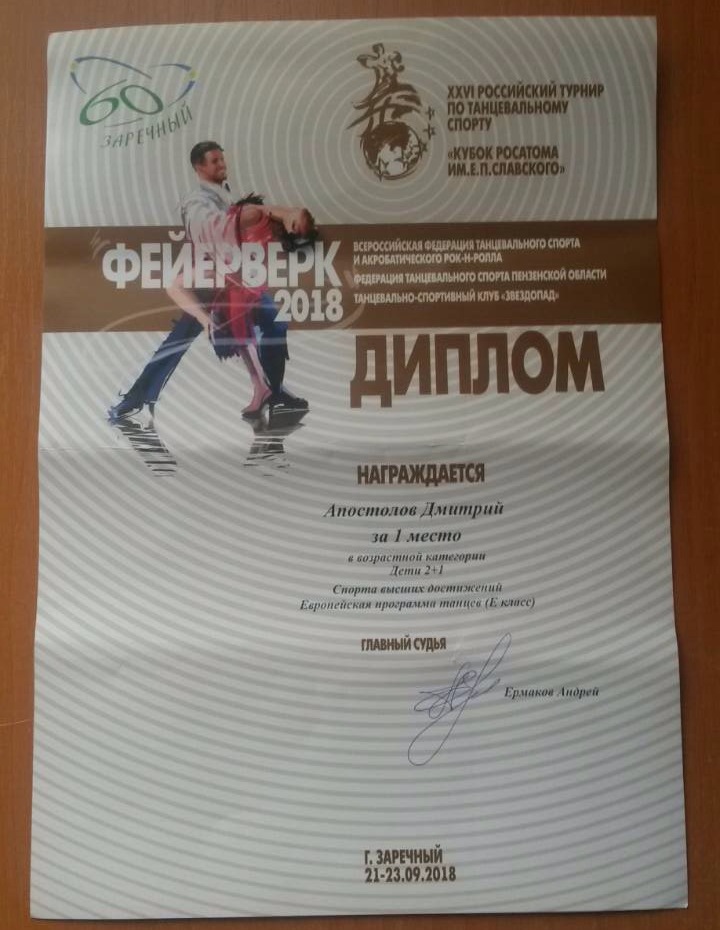 60
ЗАРЕЧНЫЙ
XXVI РОССИЙСКИЙ ТУРНИР
ПО ТАНЦЕВАЛЬНОМУ
СПОРТУ
«КУБОК РОСАТОМА
ИМ.Е.П.СЛАВСКОГО»
ФЕЙЕРВЕРК
2018
ВСЕРОССИЙСКАЯ ФЕДЕРАЦИЯ ТАНЦЕВАЛЬНОГО СПОРТА
И АКРОБАТИЧЕСКОГО РОК-Н-РОЛЛА
ФЕДЕРАЦИЯ ТАНЦЕВАЛЬНОГО СПОРТА ПЕНЗЕНСКОЙ ОБЛАСТИ
ТАНЦЕВАЛЬНО-СПОРТИВНЫЙ КЛУБ «ЗВЕЗДОПАД»
ДИПЛОМ
НАГРАЖДАЕТСЯ
Апостолов Дмитрий
за 1 место
в возрастной категории
Дети 2+1
Спорта высших достижений
Европейская программа танцев (E класс)
ГЛАВНЫЙ СУДЬЯ
Ермаков Андрей
Г. ЗАРЕЧНЫЙ
21-23.09.2018